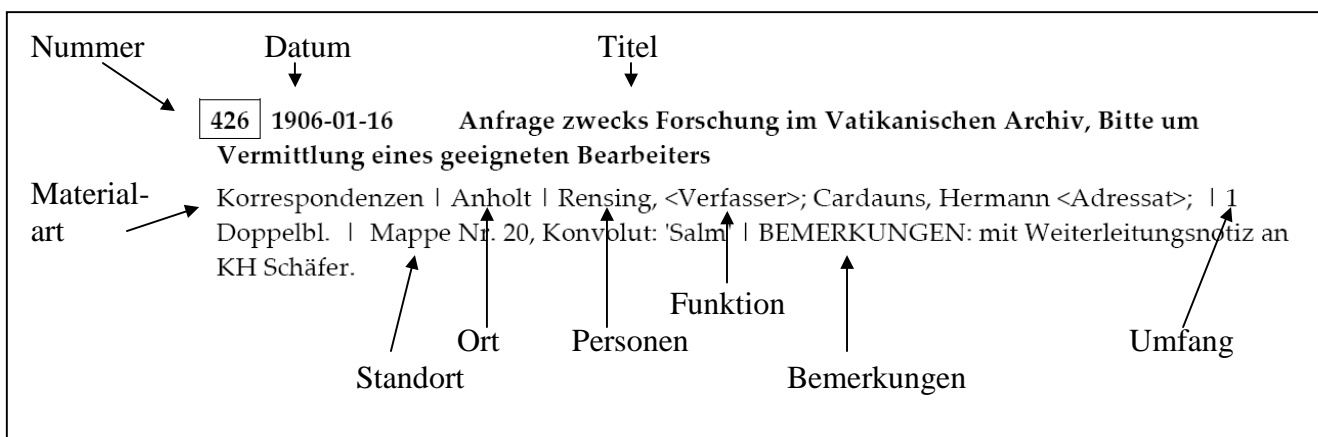 Nummer Datum Titel
426 1906-01-16 Anfrage zwecks Forschung im Vatikanischen Archiv, Bitte um
Vermittlung eines geeigneten Bearbeiters
Material-
art
Korrespondenzen | Anholt | Rensing, <Verfasser>; Cardauns, Hermann <Adressat>; | 1
Doppelbl. | Mappe Nr. 20, Konvolut: 'Salm' | BEMERKUNGEN: mit Weiterleitungsnotiz an
KH Schäfer.
Funktion
Ort Personen Umfang
Standort Bemerkungen